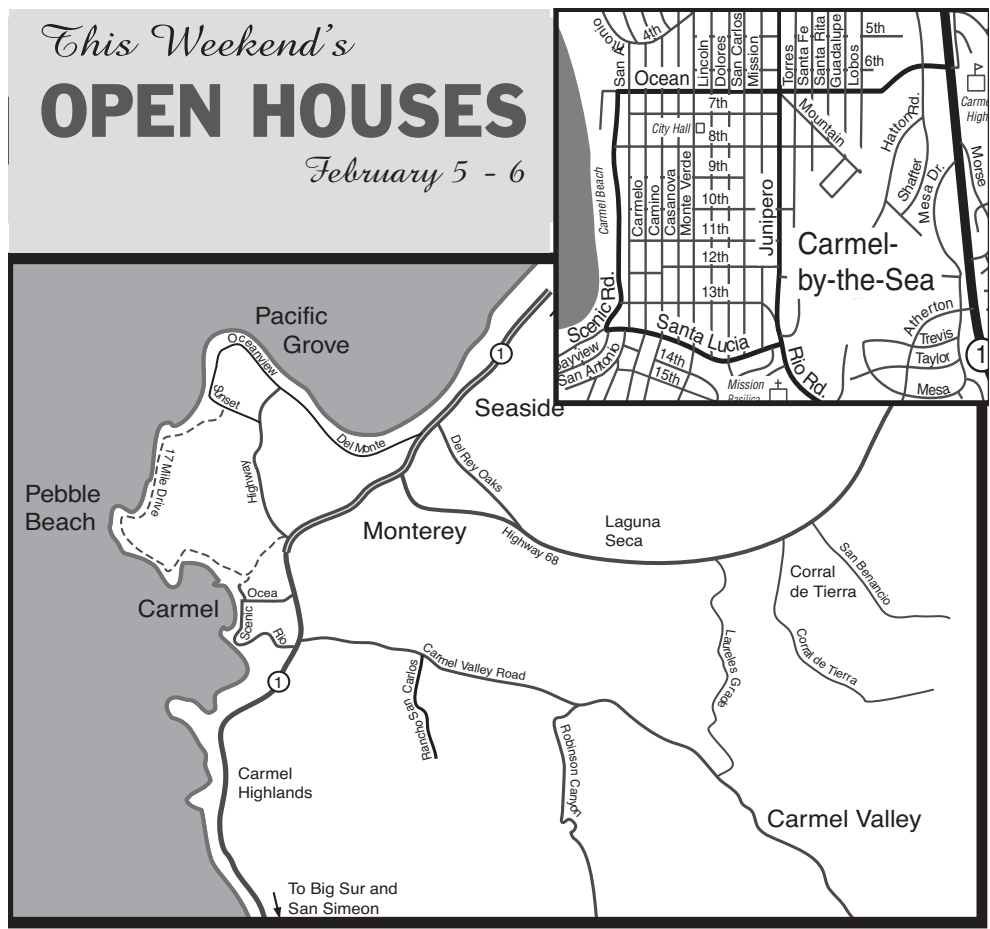 This Weekend's
OPEN HOUSES
February 5 - 6
4th
San A
tonio
Lincoln
Dolores
San Carlos
Mission
Torres
Santa Fe
Santa Rita
Guadalupe
Lobos
5th
6th
Ocean
7th
City Hall
8th
Mountain
Hatton Rd.
Carme
High
9th
Shafter
Mesa Dr.
Morse
Carmel Beach
Carmelo
Camino
Casanova
Monte Verde
10th
Junipero
11th
Carmel-
by-the-Sea
12th
13th
Scenic Rd.
Santa Lucia
Atherton
Trevis
Taylor
Mesa
1
Bayview
San Antonio
14th
15th
Mission
Basilica
Rio Rd.
Pacific
Grove
Oceanview
Sunset
1
Seaside
Del Monte
Del Rey Oaks
17 Mile Drive
Highway
Pebble
Beach
Monterey
Highway 68
Laguna
Seca
San Benancio
Corral
de Tierra
Carmel
Ocea
Scenic
Rio
Corral de Tierra
Laureles Grade
Carmel Valley Road
1
Rancho San Carlos
Robinson Canyon
Carmel
Highlands
Carmel Valley
To Big Sur and
San Simeon